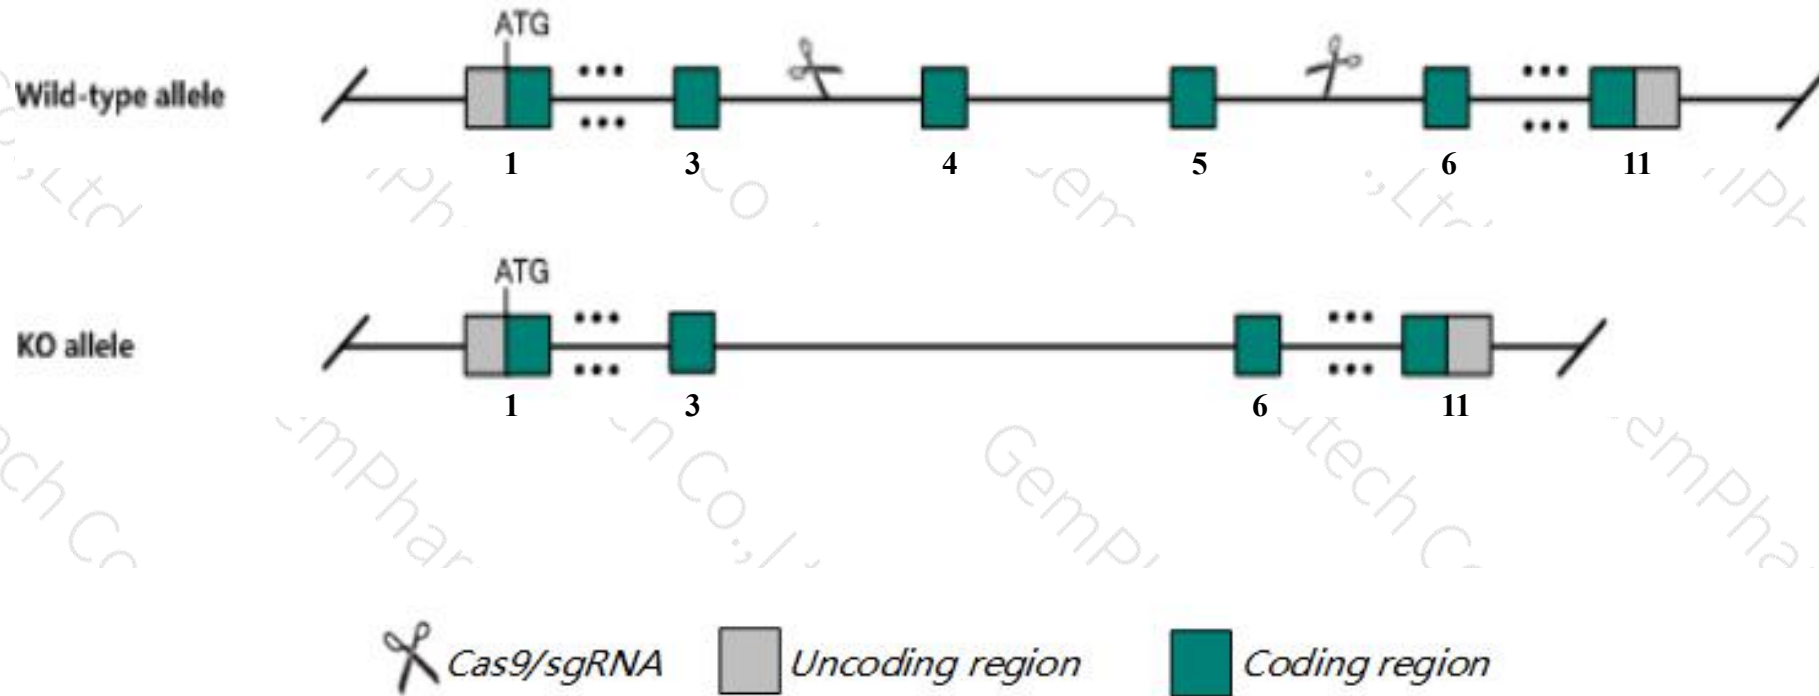 ATG
Wild-type allele
1 3 4 5 6 11
ATG
KO allele
1 3 6 11
Cas9/sgRNA Uncoding region Coding region
GemPh